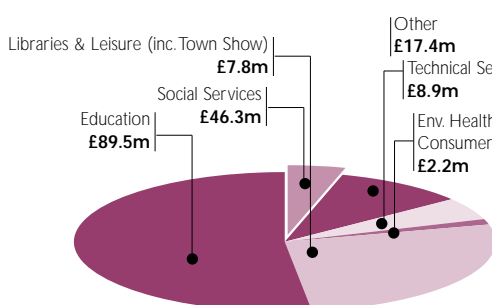 Other
£17.4m
Libraries & Leisure (inc. Town Show)
£7.8m
Technical
£8.9m
Social Services
£46.3m
Education
£89.5m
Env. Health
Consumer
£2.2m